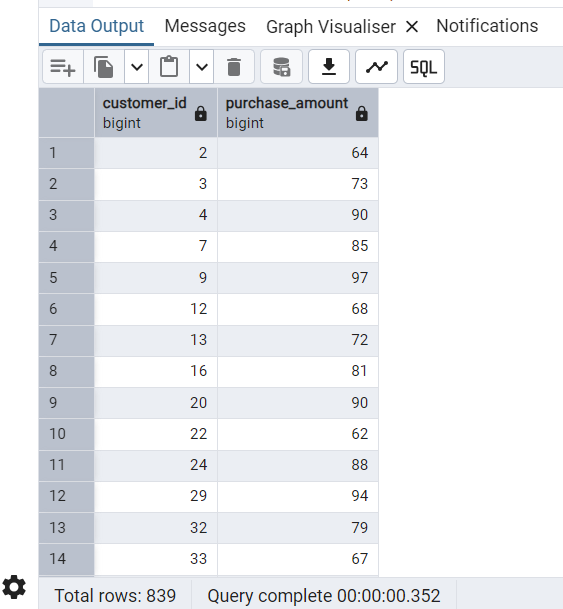 Data Output Messages Graph Visualiser Notifications
SQL
customer_id purchase_amount
bigint bigint
1 2 64
2 3 73
3 4 90
4 7 85
5 9 97
6 12 68
7 13 72
8 16 81
9 20 90
10 22 62
11 24 88
12 29 94
13 32 79
14 33 67
Total rows: 839 Query complete 00:00:00.352